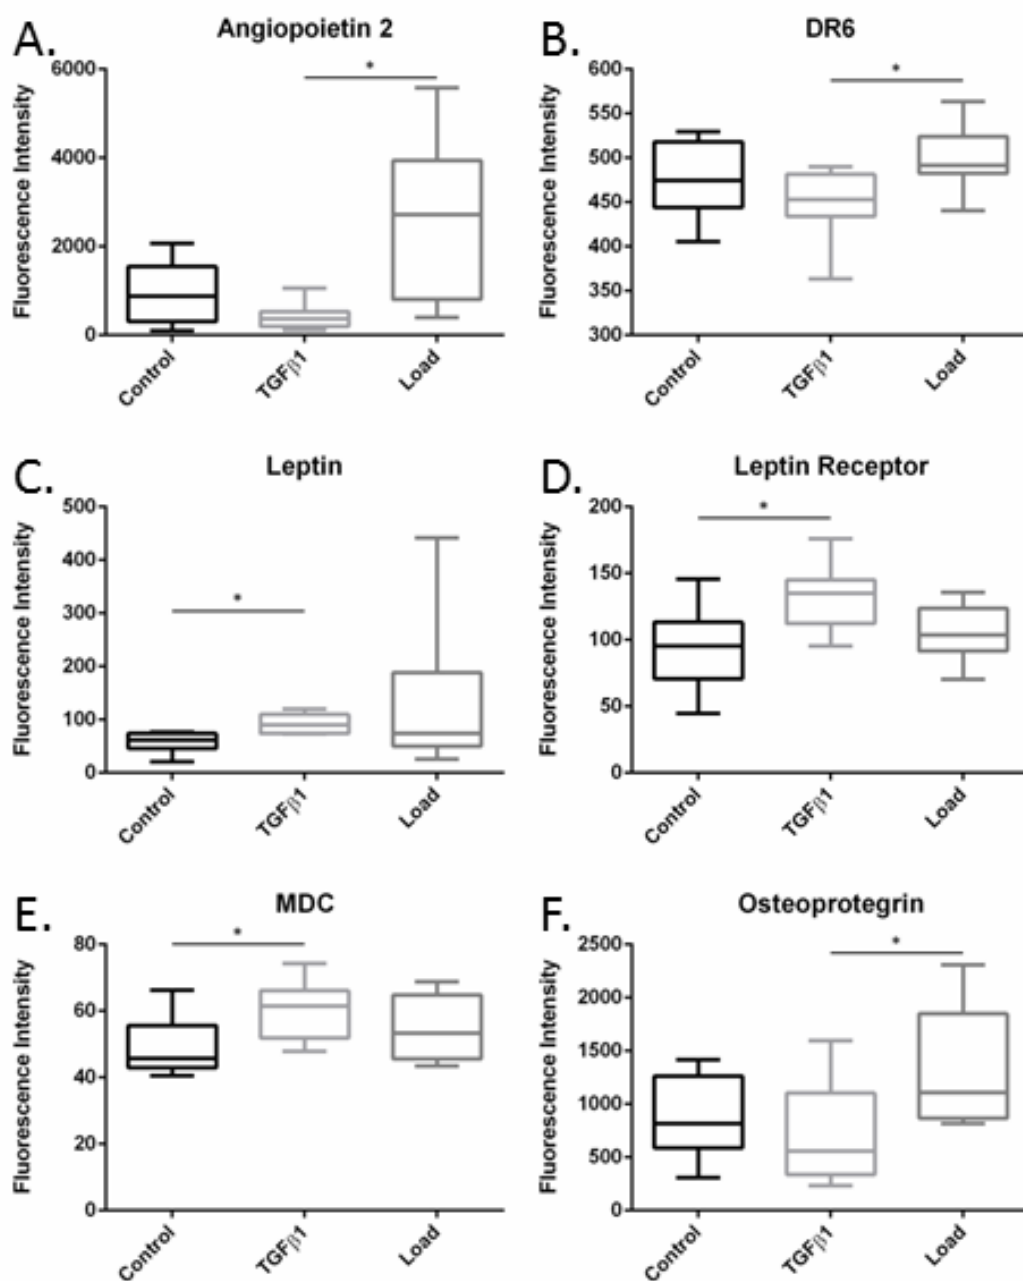 A.
Angiopoietin 2
Fluorescence Intensity
6000
4000
2000
0
*
Control
TGFβ1
Load
B.
DR6
Fluorescence Intensity
600
550
500
450
400
350
300
*
Control
TGFβ1
Load
C.
Leptin
Fluorescence Intensity
500
400
300
200
100
0
*
Control
TGFβ1
Load
D.
Leptin Receptor
Fluorescence Intensity
200
150
100
50
0
*
Control
TGFβ1
Load
E.
MDC
Fluorescence Intensity
80
60
40
20
0
*
Control
TGFβ1
Load
F.
Osteoprotegrin
Fluorescence Intensity
2500
2000
1500
1000
500
0
*
Control
TGFβ1
Load